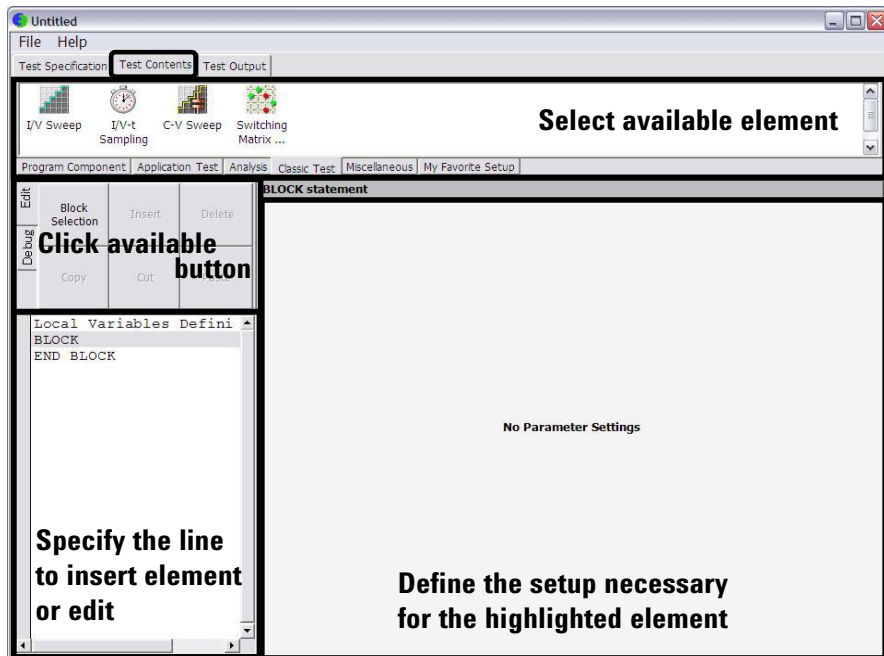 Untitled
File Help
Test Specification Test Contents Test Output
I/V Sweep I/V-t Sampling C-V Sweep Switching Matrix ...
Select available element
Program Component Application Test Analysis Classic Test Miscellaneous My Favorite Setup
Edit
Debug
Block Selection Insert Delete
Click available button
Copy Cut
BLOCK statement
Local Variables Defini
BLOCK
END BLOCK
No Parameter Settings
Specify the line
to insert element
or edit
Define the setup necessary
for the highlighted element